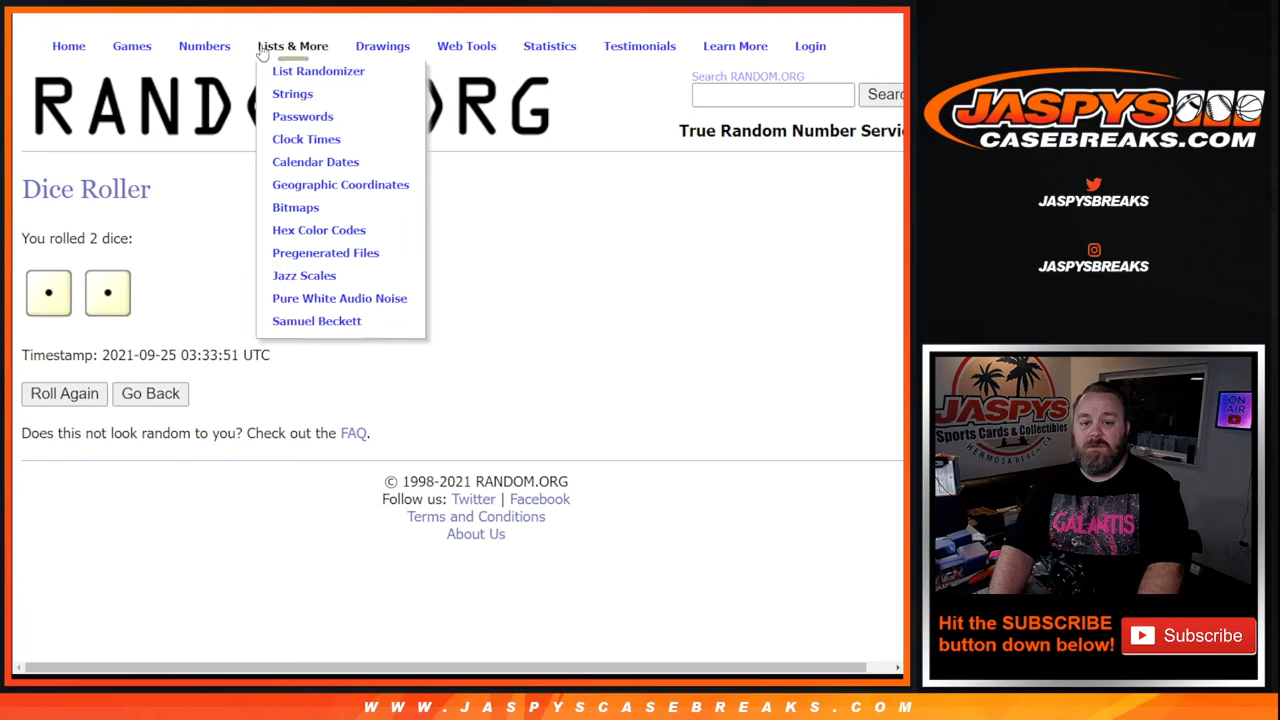 Home Games Numbers Lists & More Drawings Web Tools Statistics Testimonials Learn More Login
List Randomizer
Strings
Passwords
Clock Times
Calendar Dates
Geographic Coordinates
Bitmaps
Hex Color Codes
Pregenerated Files
Jazz Scales
Pure White Audio Noise
Samuel Beckett
Search RANDOM.ORG
Searc
True Random Number Servi
Dice Roller
You rolled 2 dice:
Timestamp: 2021-09-25 03:33:51 UTC
Roll Again Go Back
Does this not look random to you? Check out the FAQ.
© 1998-2021 RANDOM.ORG
Follow us: Twitter | Facebook
Terms and Conditions
About Us
JASPYS
CASEBREAKS.COM
JASPYSBREAKS
JASPYSBREAKS
JASPYS
Sports Cards & Collectibles
HERMOSA BEACH CA
ON AIR
GALANTIS
Hit the SUBSCRIBE
button down below!
Subscribe
WWW.JASPYSCASEBREAKS.COM